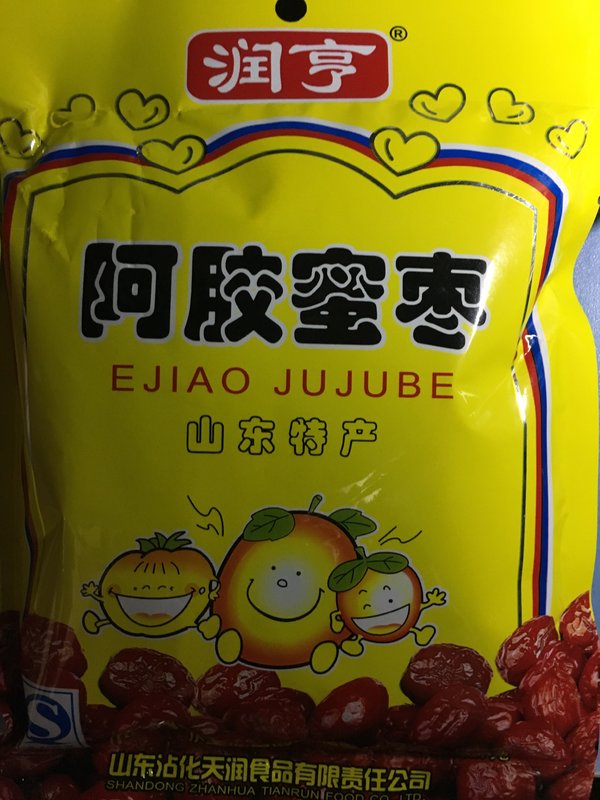 润亨®
阿胶蜜枣
EJIAO JUJUBE
山东特产
S
山东沾化天润食品有限责任公司
SHANDONG ZHANHUA TIANRUN FOOD CO.,LTD.